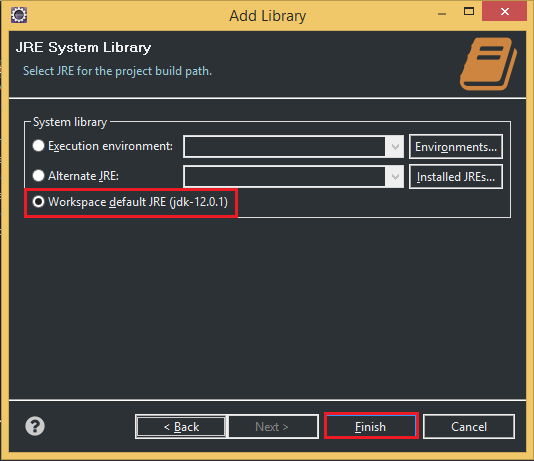 Add Library
JRE System Library
Select JRE for the project build path.
System library
Execution environment:
Environments...
Alternate JRE:
Installed JREs...
Workspace default JRE (jdk-12.0.1)
?
< Back
Next >
Finish
Cancel